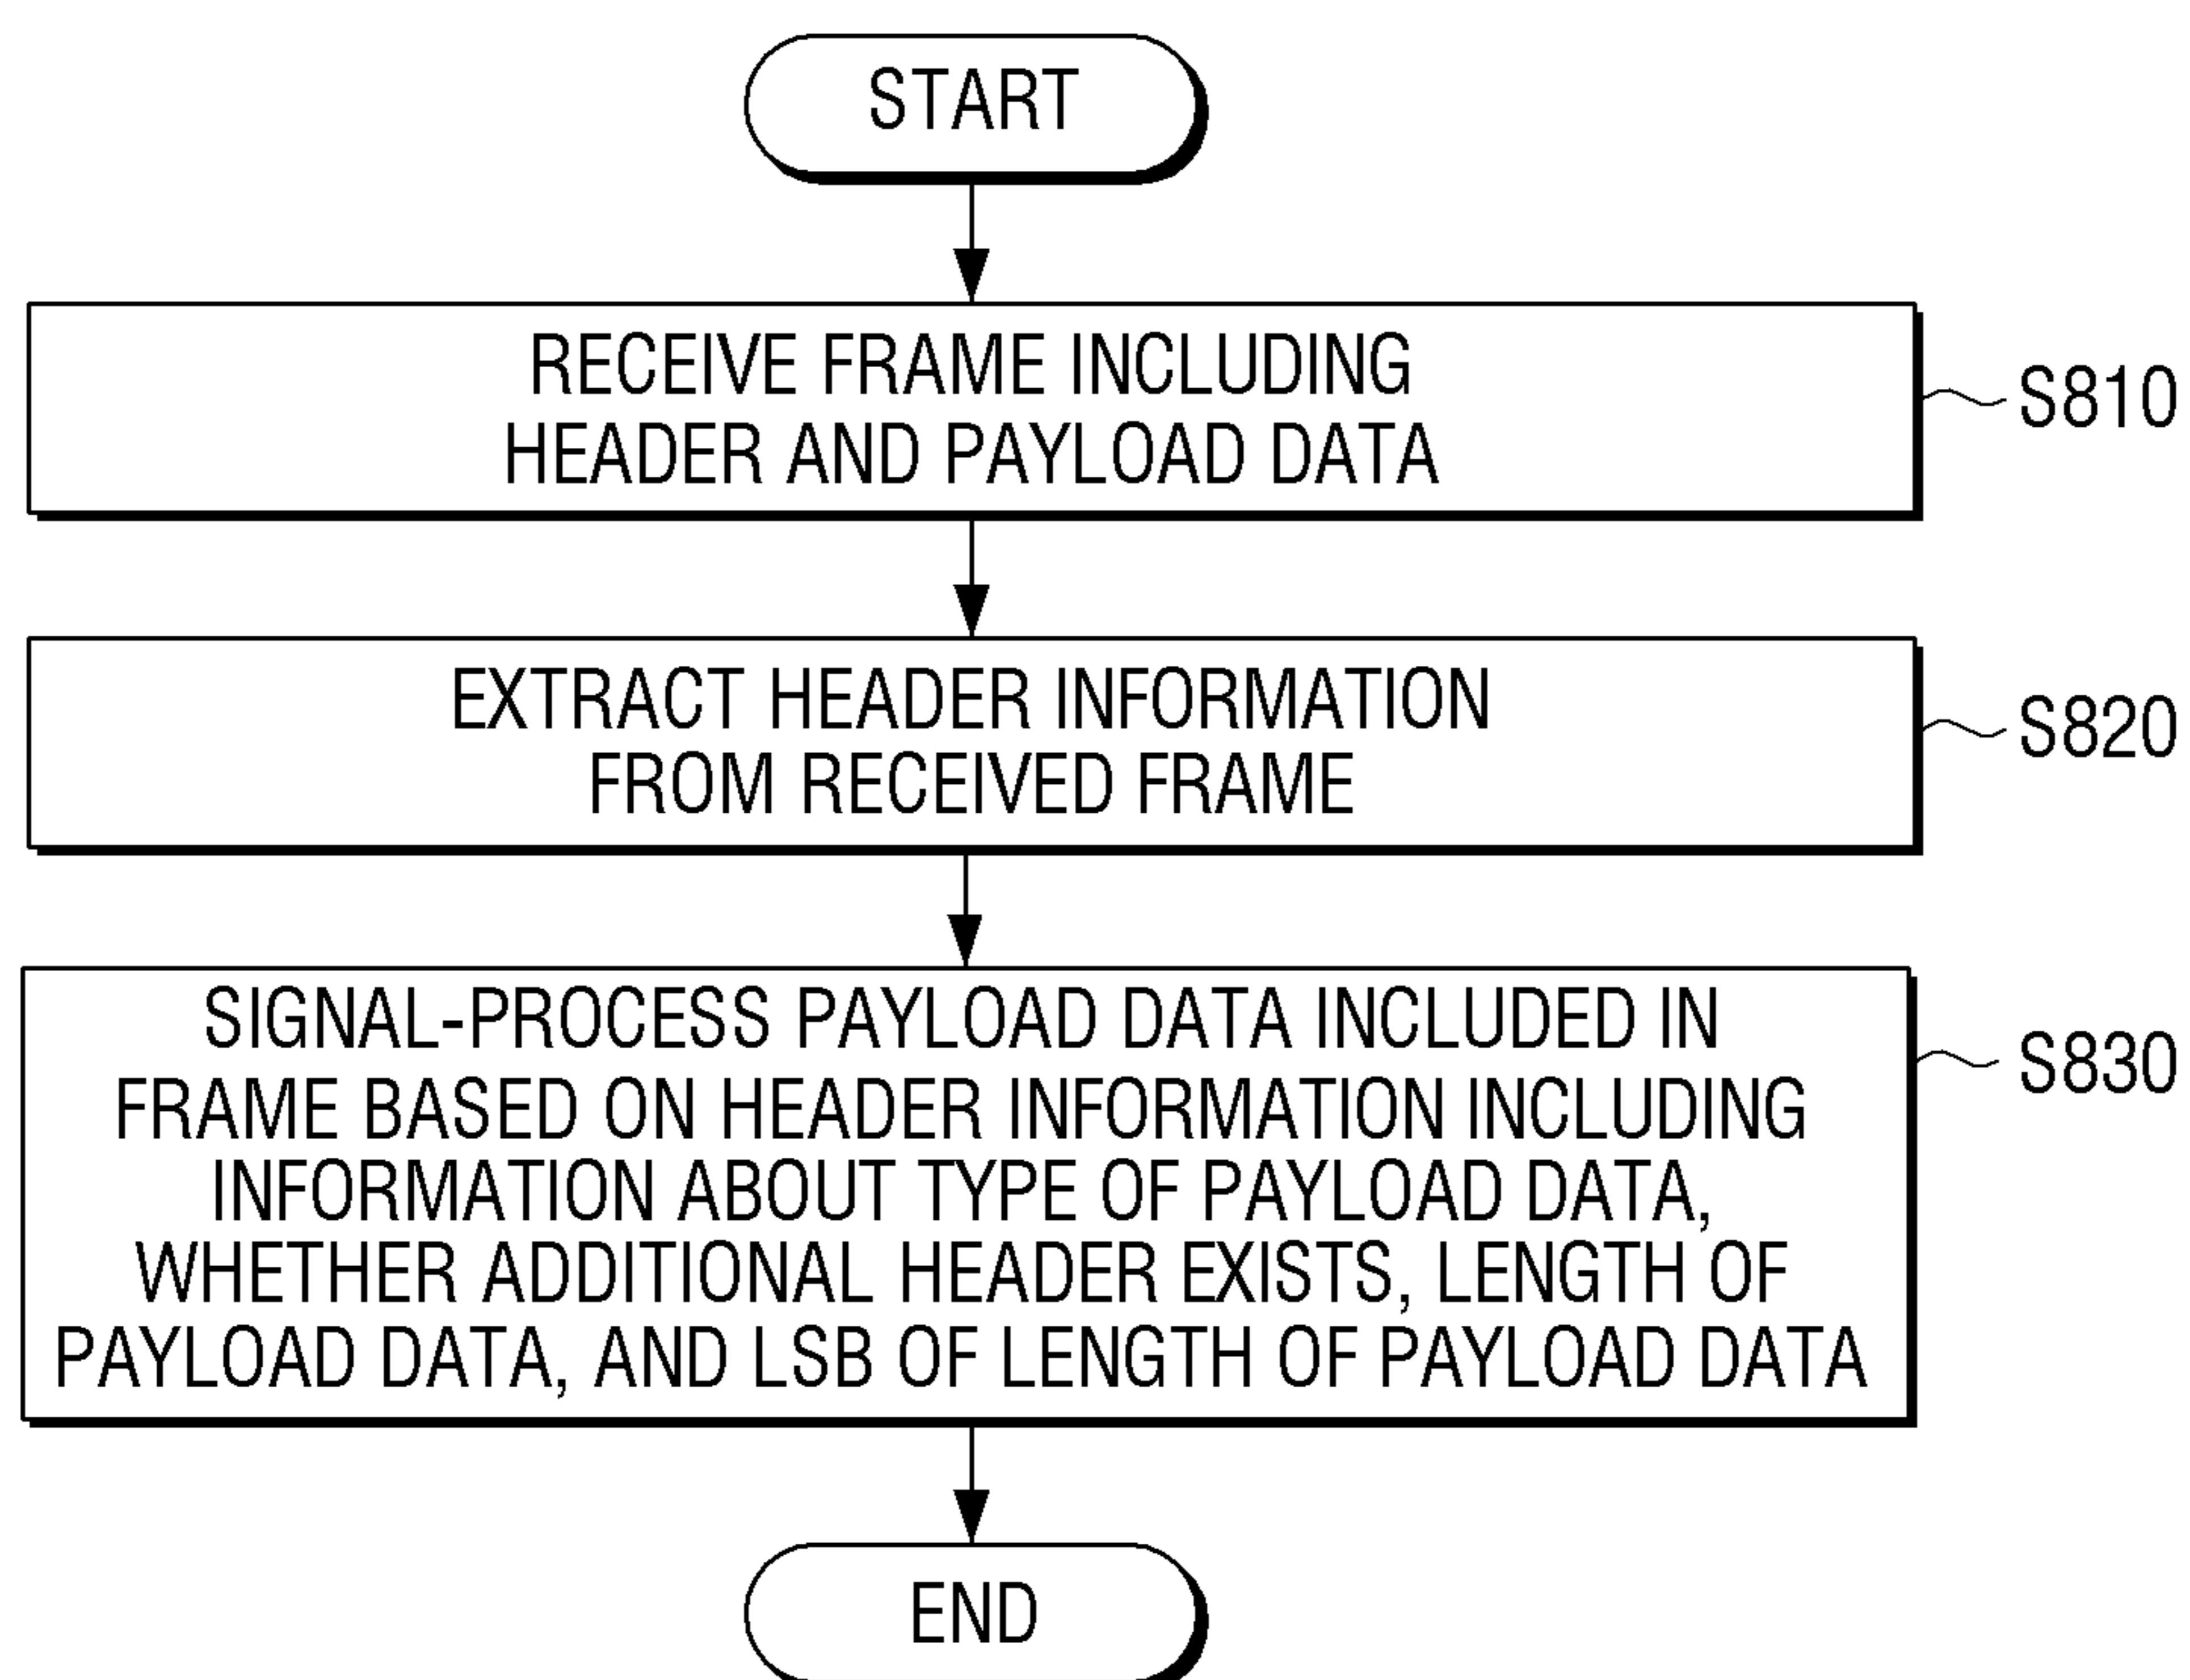 START
RECEIVE FRAME INCLUDING
HEADER AND PAYLOAD DATA
S810
EXTRACT HEADER INFORMATION
FROM RECEIVED FRAME
S820
SIGNAL-PROCESS PAYLOAD DATA INCLUDED IN
FRAME BASED ON HEADER INFORMATION INCLUDING
INFORMATION ABOUT TYPE OF PAYLOAD DATA,
WHETHER ADDITIONAL HEADER EXISTS, LENGTH OF
PAYLOAD DATA, AND LSB OF LENGTH OF PAYLOAD DATA
S830
END